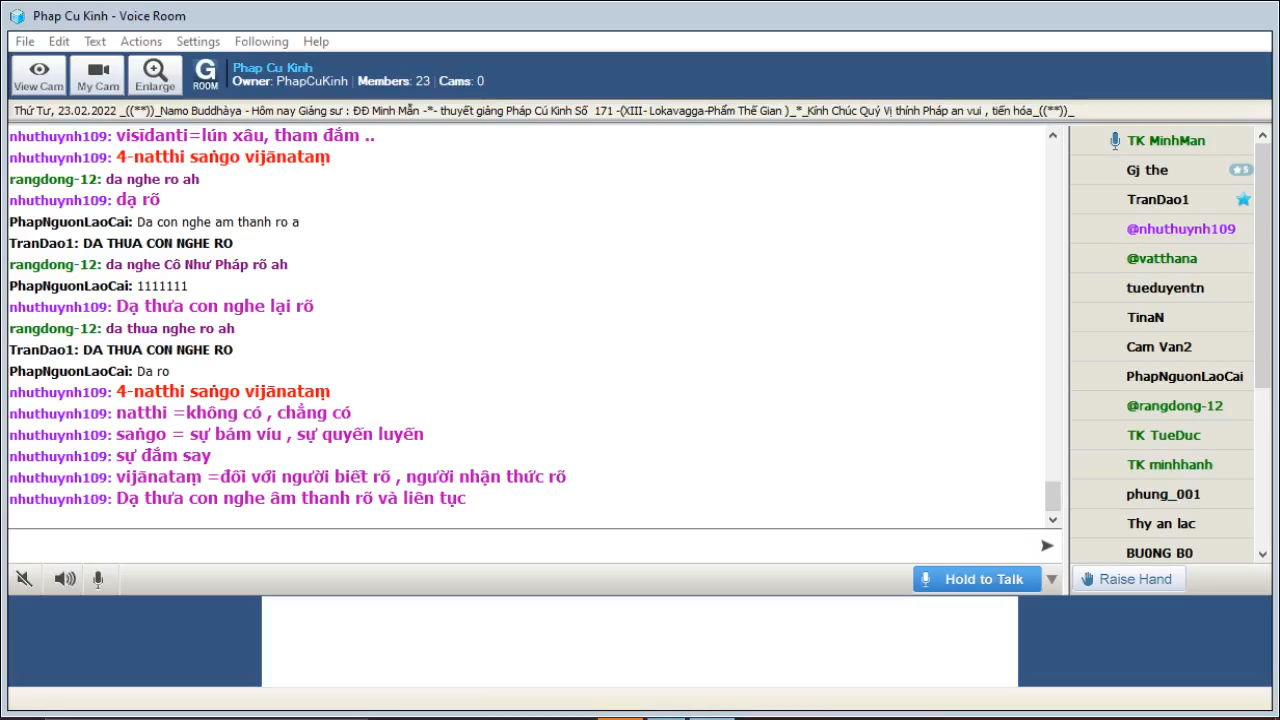 Phap Cu Kinh - Voice Room
File Edit Text Actions Settings Following Help
View Cam
My Cam
Enlarge
G ROOM
Phap Cu Kinh
Owner: PhapCuKinh | Members: 23 | Cams: 0
Thứ Tư, 23.02.2022 _((**))_Namo Buddhàya - Hôm nay Giảng sư : ĐĐ Minh Mẫn -*- thuyết giảng Pháp Cú Kinh Số 171 -(XIII- Lokavagga-Phẩm Thế Gian )_*_Kính Chúc Quý Vị thính Pháp an vui , tiến hóa_((**))_
nhuthuynh109: visīdanti=lún xâu, tham đắm ..
nhuthuynh109: 4-natthi saṅgo vijānataṃ
rangdong-12: da nghe ro ah
nhuthuynh109: dạ rõ
PhapNguonLaoCai: Da con nghe am thanh ro a
TranDao1: DA THUA CON NGHE RO
rangdong-12: da nghe Cô Như Pháp rõ ah
PhapNguonLaoCai: 1111111
nhuthuynh109: Dạ thưa con nghe lại rõ
rangdong-12: da thua nghe ro ah
TranDao1: DA THUA CON NGHE RO
PhapNguonLaoCai: Da ro
nhuthuynh109: 4-natthi saṅgo vijānataṃ
nhuthuynh109: natthi =không có , chẳng có
nhuthuynh109: saṅgo = sự bám víu , sự quyến luyến
nhuthuynh109: sự đắm say
nhuthuynh109: vijānataṃ =đối với người biết rõ , người nhận thức rõ
nhuthuynh109: Dạ thưa con nghe âm thanh rõ và liên tục
Hold to Talk
TK MinhMan
Gj the 5
TranDao1
@nhuthuynh109
@vatthana
tueduyentn
TinaN
Cam Van2
PhapNguonLaoCai
@rangdong-12
TK TueDuc
TK minhhanh
phung_001
Thy an lac
BU0NG B0
Raise Hand